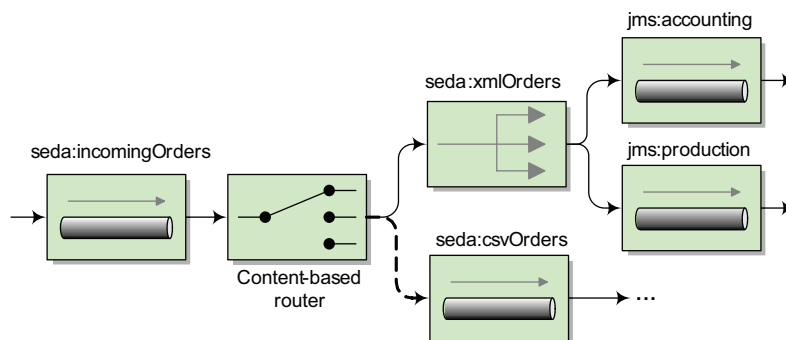 jms:accounting
seda:xmlOrders
seda:incomingOrders
jms:production
seda:csvOrders
Content-based
router
...